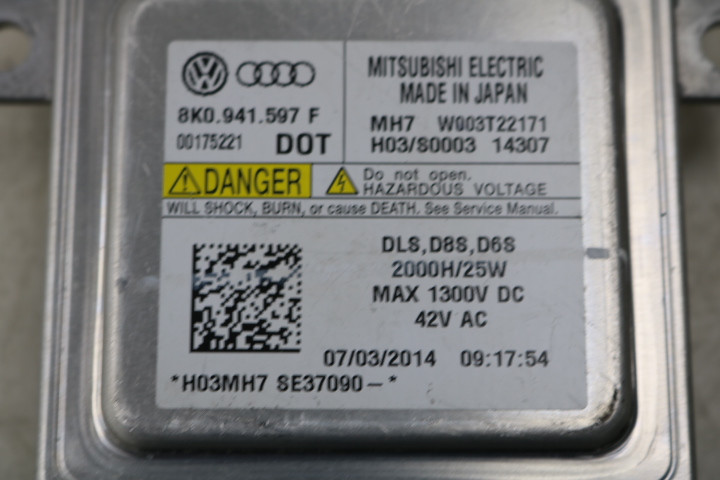 8K0.941.597 F
00175221 DOT
MITSUBISHI ELECTRIC
MADE IN JAPAN
MH7 W003T22171
H03/S0003 14307
DANGER
Do not open.
HAZARDOUS VOLTAGE
WILL SHOCK, BURN, or cause DEATH. See Service Manual.
DLS,D8S,D6S
2000H/25W
MAX 1300V DC
42V AC
07/03/2014 09:17:54
*H03MH7 SE37090-*